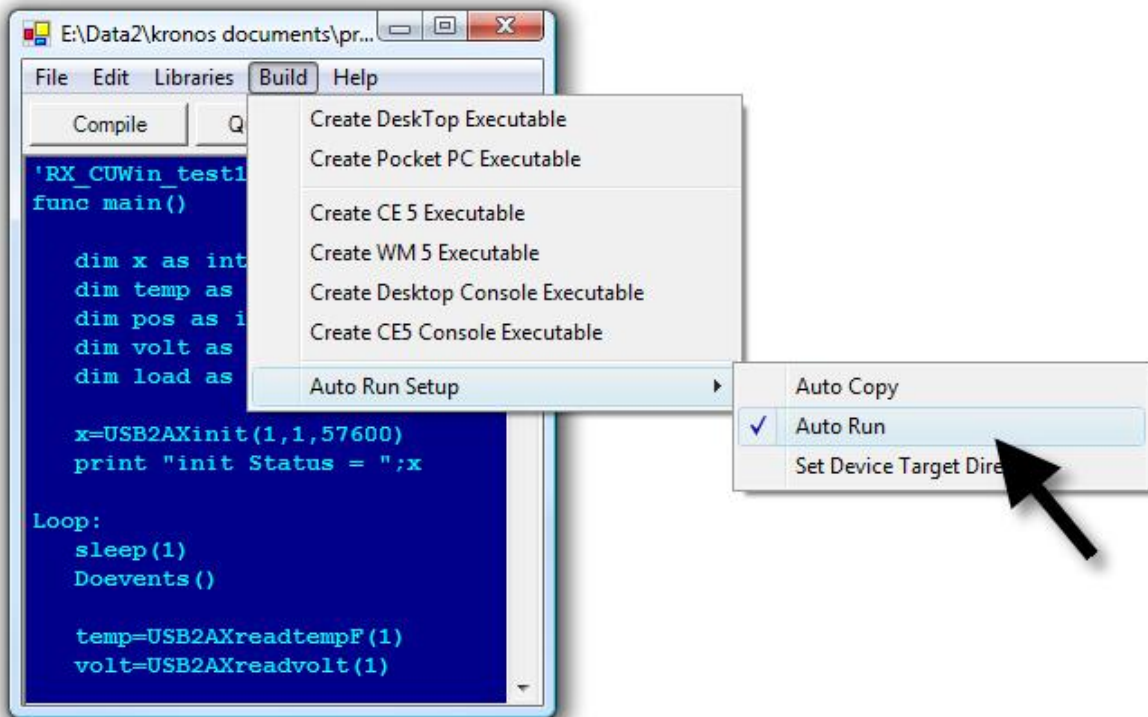 E:\Data2\kronos documents\pr...
File Edit Libraries Build Help
Compile
Create DeskTop Executable
Create Pocket PC Executable
Create CE 5 Executable
Create WM 5 Executable
Create Desktop Console Executable
Create CE5 Console Executable
Auto Run Setup
Auto Copy
Auto Run
Set Device Target
'RX_CUWin_test1
func main()
dim x as int
dim temp as
dim pos as i
dim volt as
dim load as
x=USB2AXinit(1,1,57600)
print "init Status = ";x
Loop:
sleep(1)
Doevents()
temp=USB2AXreadtempF(1)
volt=USB2AXreadvolt(1)